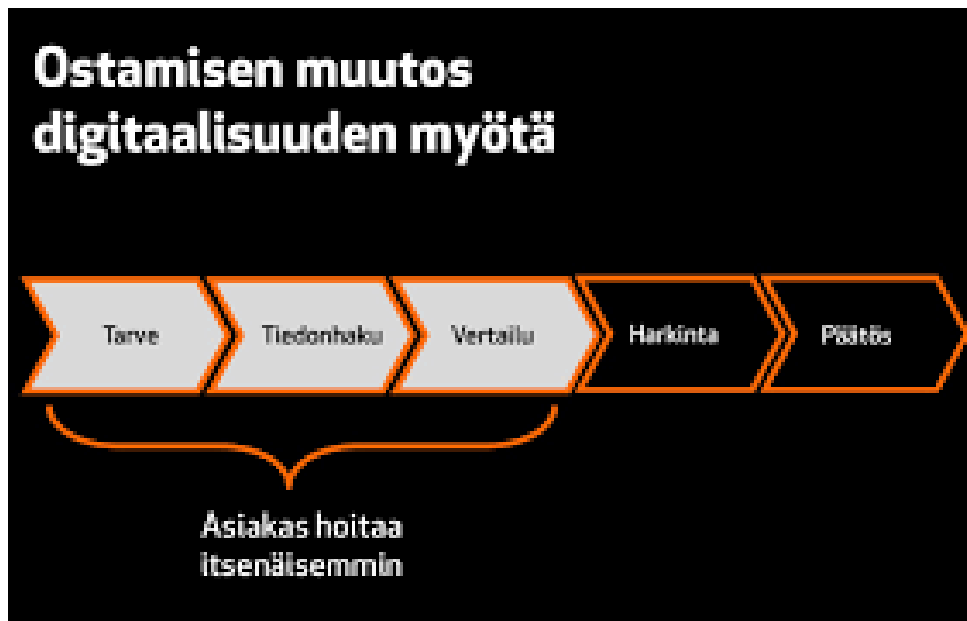 Ostamisen muutos
digitaalisuuden myötä
Tarve
Tiedonhaku
Vertailu
Harkinta
Päätös
Asiakas hoitaa
itsenäisemmin